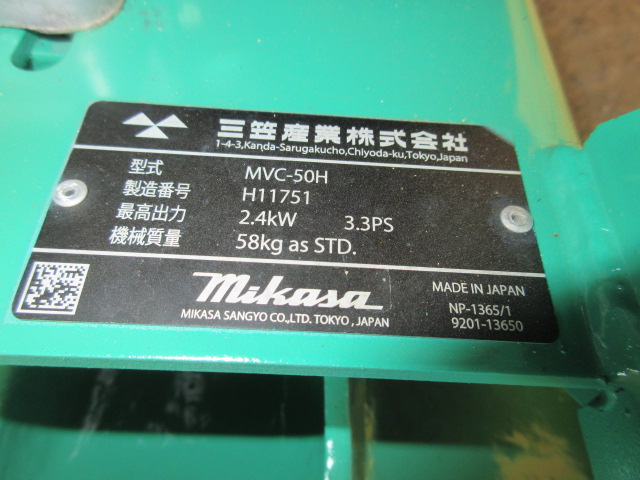 三笠産業株式会社
1-4-3,Kanda-Sarugakucho,Chiyoda-ku,Tokyo,Japan
型式 MVC-50H
製造番号 H11751
最高出力 2.4kW 3.3PS
機械質量 58kg as STD.
mikasa MADE IN JAPAN
MIKASA SANGYO CO.,LTD. TOKYO , JAPAN NP-1365/1
9201-13650